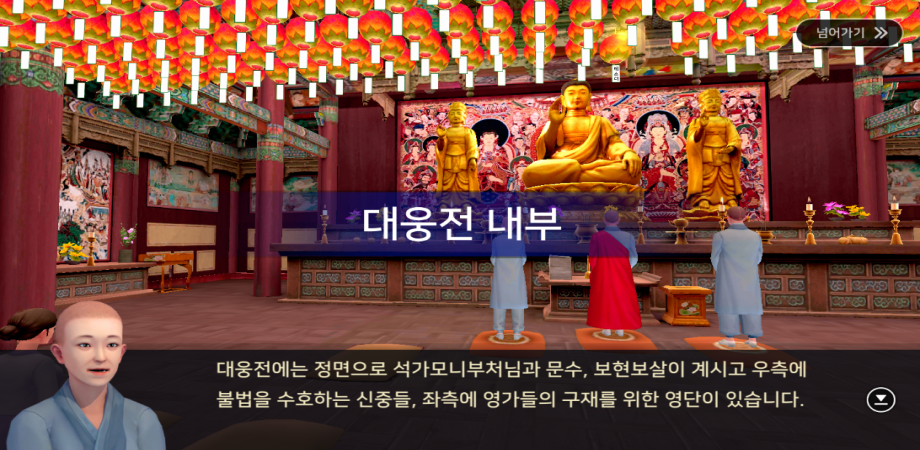 넘어가기
대웅전 내부
대웅전에는 정면으로 석가모니부처님과 문수, 보현보살이 계시고 우측에
불법을 수호하는 신중들, 좌측에 영가들의 구재를 위한 영단이 있습니다.